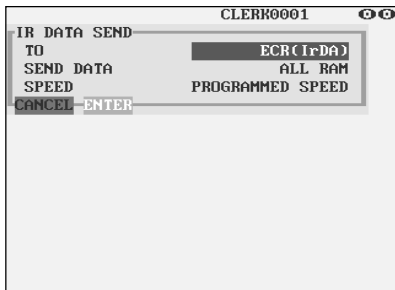 CLERK0001
IR DATA SEND
TO ECR(IrDA)
SEND DATA ALL RAM
SPEED PROGRAMMED SPEED
CANCEL ENTER